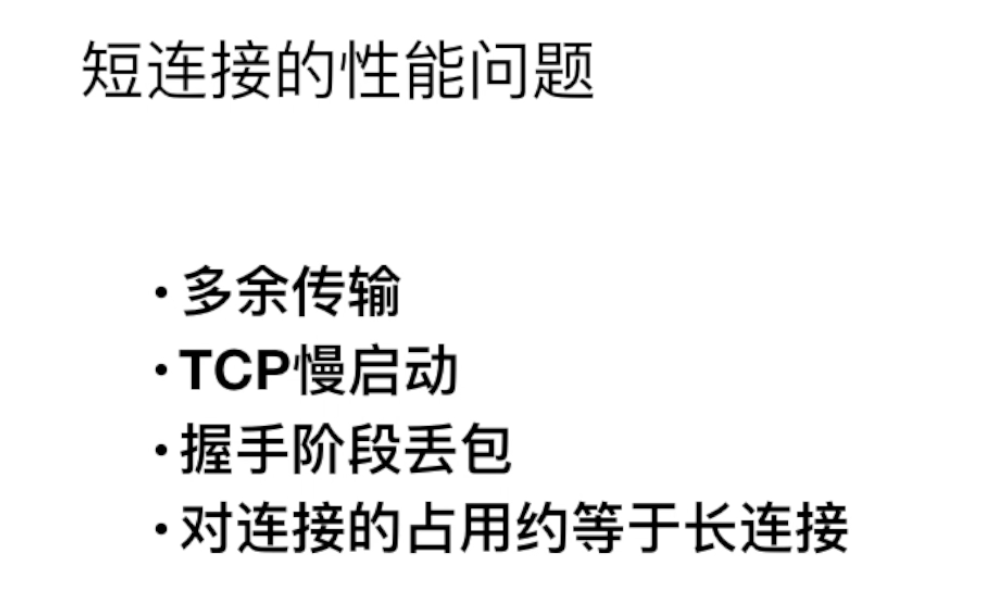 短连接的性能问题
•多余传输
•TCP慢启动
•握手阶段丢包
•对连接的占用约等于长连接